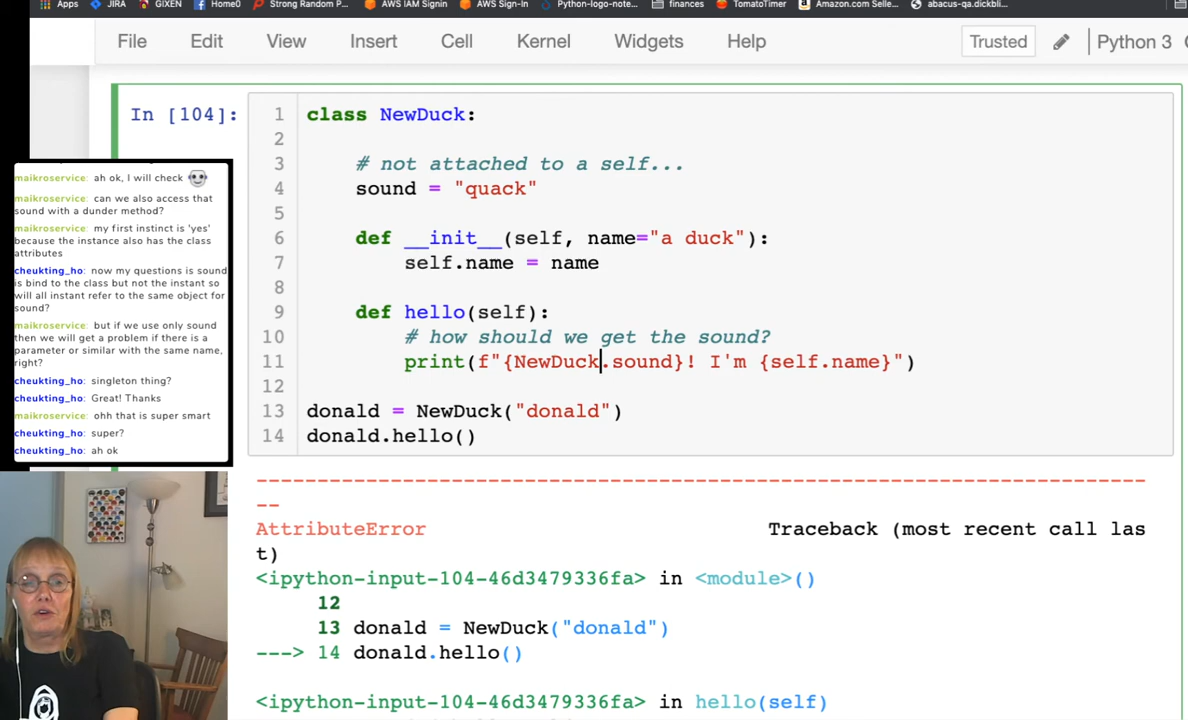 Apps JIRA GIXEN Home0 Strong Random P... AWS IAM Signin AWS Sign-In Python-logo-note... finances TomatoTimer Amazon.com Selle... abacus-qa.dickbli...
File Edit View Insert Cell Kernel Widgets Help Trusted Python 3
In [104]:
1 class NewDuck:
2
3 # not attached to a self...
4 sound = "quack"
5
6 def __init__(self, name="a duck"):
7 self.name = name
8
9 def hello(self):
10 # how should we get the sound?
11 print(f"{NewDuck.sound}! I'm {self.name}")
12
13 donald = NewDuck("donald")
14 donald.hello()
maikroservice: ah ok, I will check
maikroservice: can we also access that
sound with a dunder method?
maikroservice: my first instinct is 'yes'
because the instance also has the class
attributes
cheukting_ho: now my questions is sound
is bind to the class but not the instant so
will all instant refer to the same object for
sound?
maikroservice: but if we use only sound
then we will get a problem if there is a
parameter or similar with the same name,
right?
cheukting_ho: singleton thing?
cheukting_ho: Great! Thanks
maikroservice: ohh that is super smart
cheukting_ho: super?
cheukting_ho: ah ok
---------------------------------------------------------------------------
AttributeError Traceback (most recent call las
t)
<ipython-input-104-46d3479336fa> in <module>()
12
13 donald = NewDuck("donald")
---> 14 donald.hello()
<ipython-input-104-46d3479336fa> in hello(self)